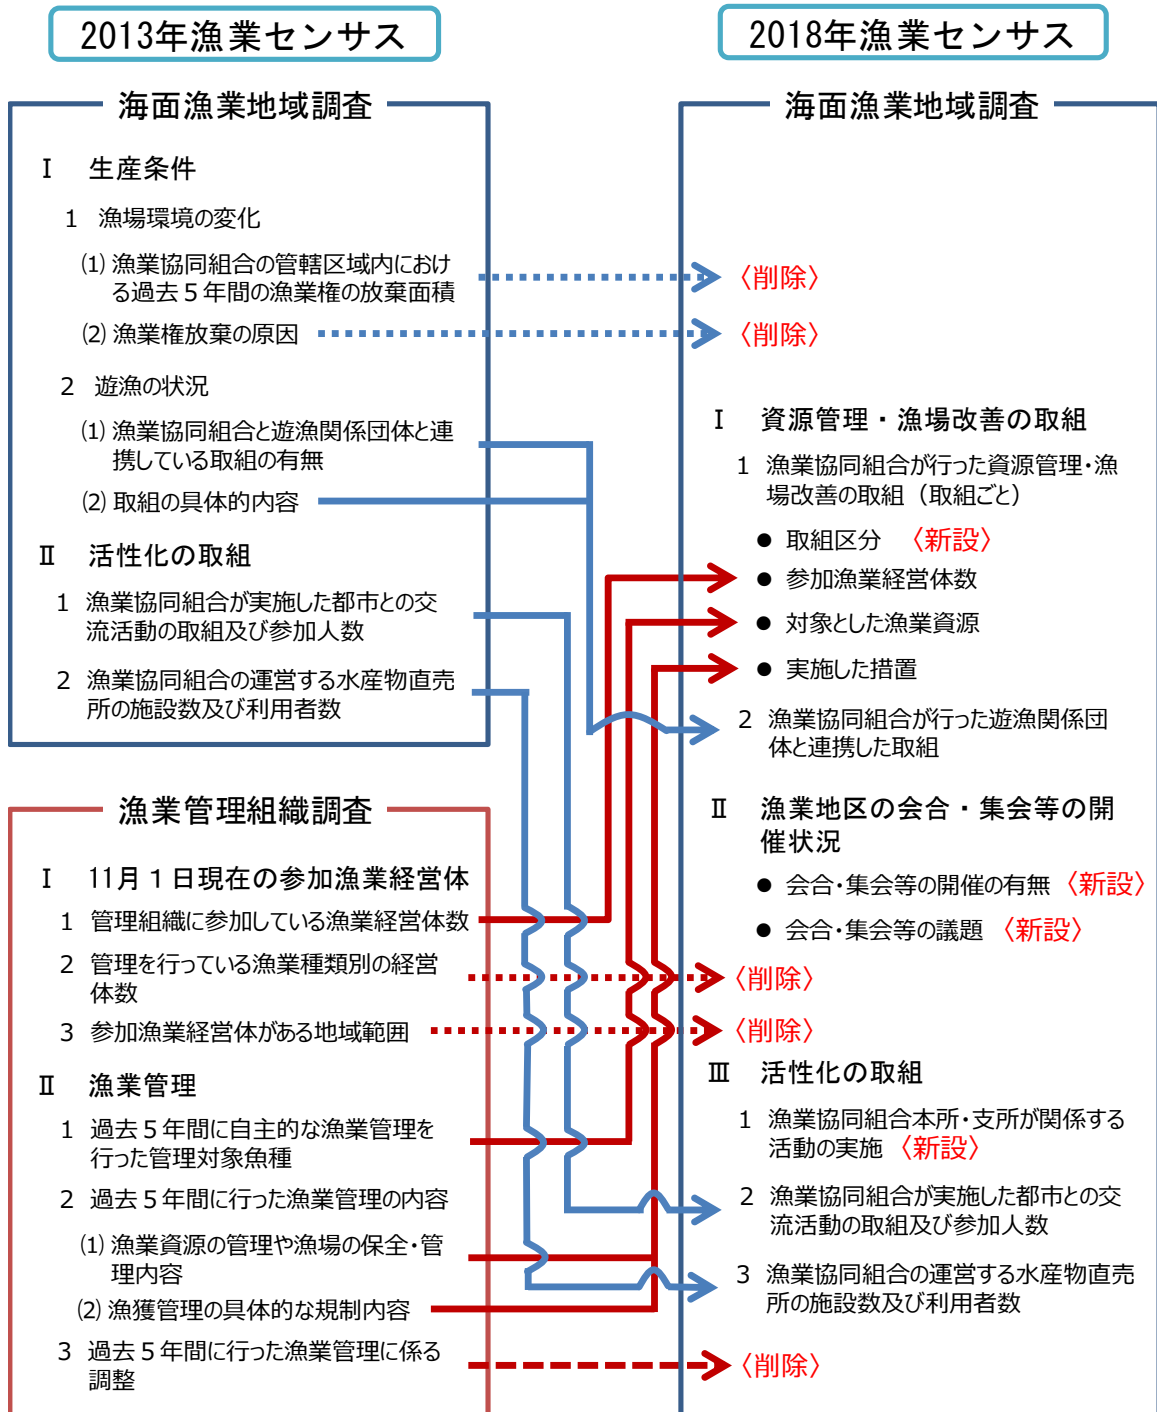 2013年漁業センサス
海面漁業地域調査
Ⅰ 生産条件
1 漁場環境の変化
⑴ 漁業協同組合の管轄区域内におけ
る過去５年間の漁業権の放棄面積
⑵ 漁業権放棄の原因
2 遊漁の状況
⑴ 漁業協同組合と遊漁関係団体と連
携している取組の有無
⑵ 取組の具体的内容
Ⅱ 活性化の取組
1 漁業協同組合が実施した都市との交
流活動の取組及び参加人数
2 漁業協同組合の運営する水産物直売
所の施設数及び利用者数
漁業管理組織調査
Ⅰ 11月１日現在の参加漁業経営体
1 管理組織に参加している漁業経営体数
2 管理を行っている漁業種類別の経営
体数
3 参加漁業経営体がある地域範囲
Ⅱ 漁業管理
1 過去５年間に自主的な漁業管理を
行った管理対象魚種
2 過去５年間に行った漁業管理の内容
⑴ 漁業資源の管理や漁場の保全・管
理内容
⑵ 漁獲管理の具体的な規制内容
3 過去５年間に行った漁業管理に係る
調整
2018年漁業センサス
海面漁業地域調査
〈削除〉
〈削除〉
Ⅰ 資源管理・漁場改善の取組
1 漁業協同組合が行った資源管理・漁
場改善の取組（取組ごと）
● 取組区分 〈新設〉
● 参加漁業経営体数
● 対象とした漁業資源
● 実施した措置
2 漁業協同組合が行った遊漁関係団
体と連携した取組
Ⅱ 漁業地区の会合・集会等の開
催状況
● 会合・集会等の開催の有無 〈新設〉
● 会合・集会等の議題 〈新設〉
〈削除〉
〈削除〉
Ⅲ 活性化の取組
1 漁業協同組合本所・支所が関係する
活動の実施 〈新設〉
2 漁業協同組合が実施した都市との交
流活動の取組及び参加人数
3 漁業協同組合の運営する水産物直売
所の施設数及び利用者数
〈削除〉